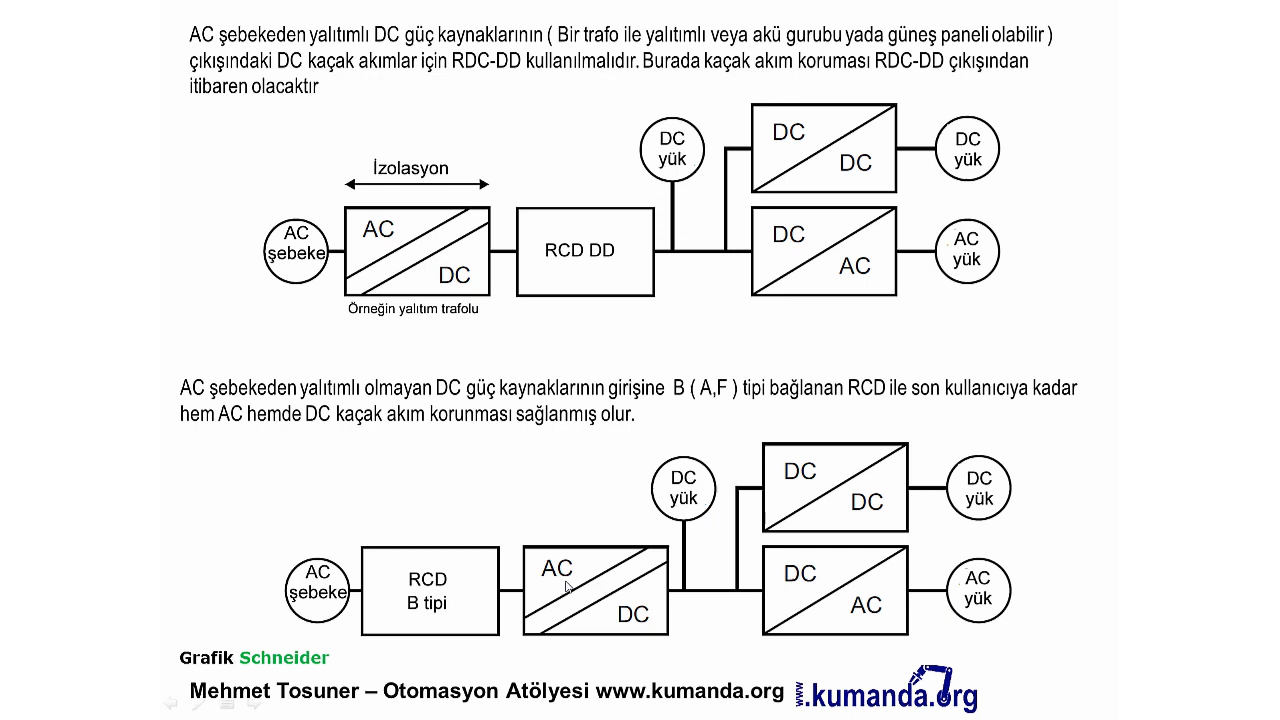 AC şebekeden yalıtımlı DC güç kaynaklarının ( Bir trafo ile yalıtımlı veya akü gurubu yada güneş paneli olabilir )
çıkışındaki DC kaçak akımlar için RDC-DD kullanılmalıdır. Burada kaçak akım koruması RDC-DD çıkışından
itibaren olacaktır
İzolasyon
AC
şebeke
AC
DC
Örneğin yalıtım trafolu
RCD DD
DC
yük
DC
DC
DC
yük
DC
AC
AC
yük
AC şebekeden yalıtımlı olmayan DC güç kaynaklarının girişine B ( A,F ) tipi bağlanan RCD ile son kullanıcıya kadar
hem AC hemde DC kaçak akım korunması sağlanmış olur.
AC
şebeke
RCD
B tipi
AC
DC
DC
yük
DC
DC
DC
yük
DC
AC
AC
yük
Grafik Schneider
Mehmet Tosuner – Otomasyon Atölyesi www.kumanda.org
www.kumanda.org